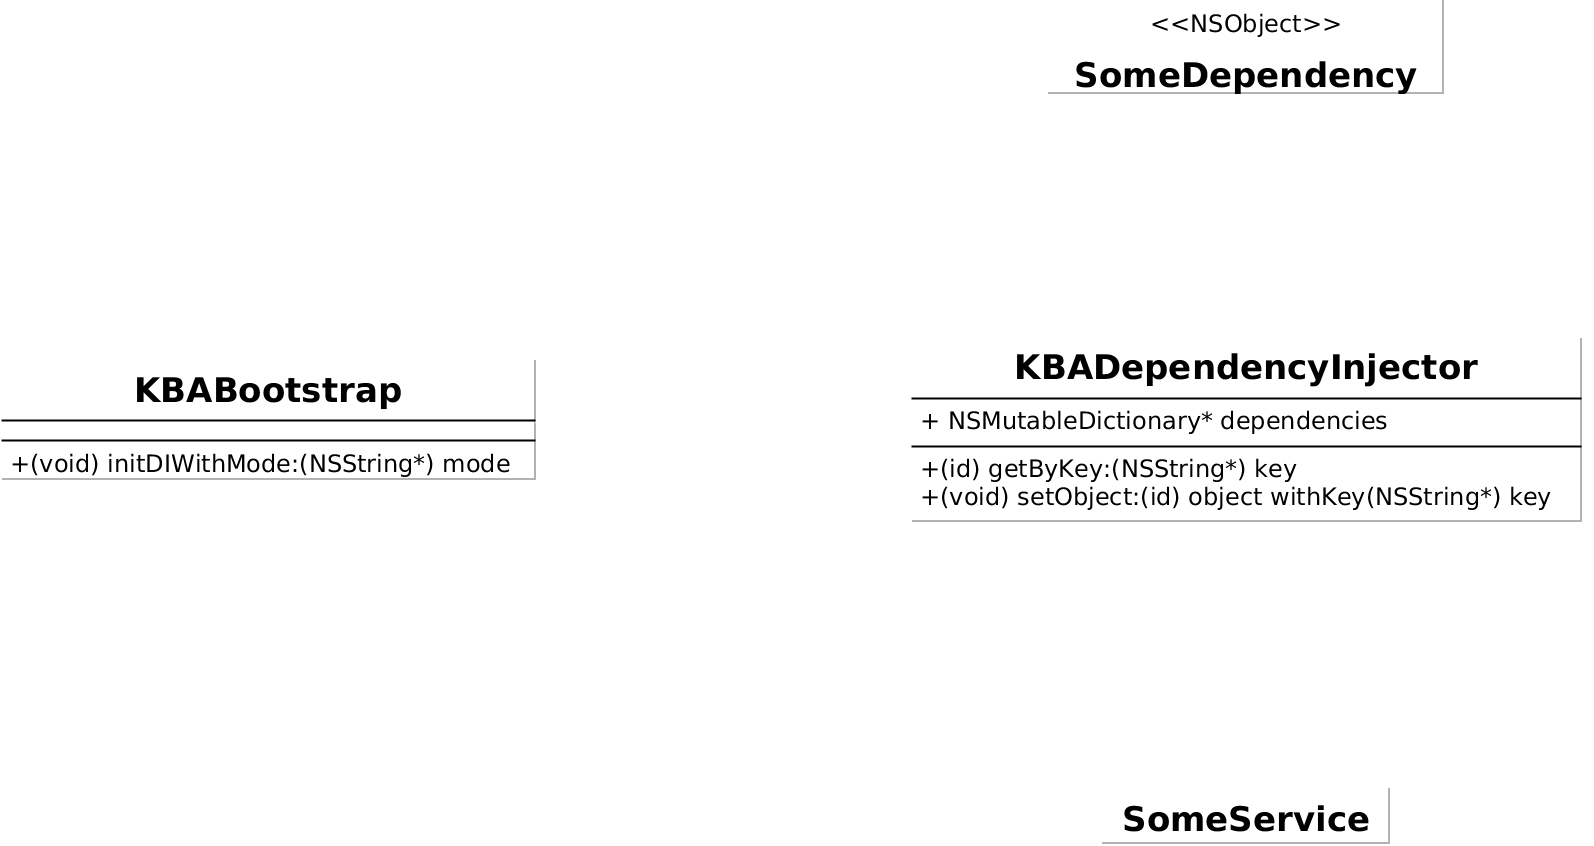 <<NSObject>>
SomeDependency
KBABootstrap
+(void) initDIWithMode:(NSString*) mode
KBADependencyInjector
+ NSMutableDictionary* dependencies
+(id) getByKey:(NSString*) key
+(void) setObject:(id) object withKey(NSString*) key
SomeService